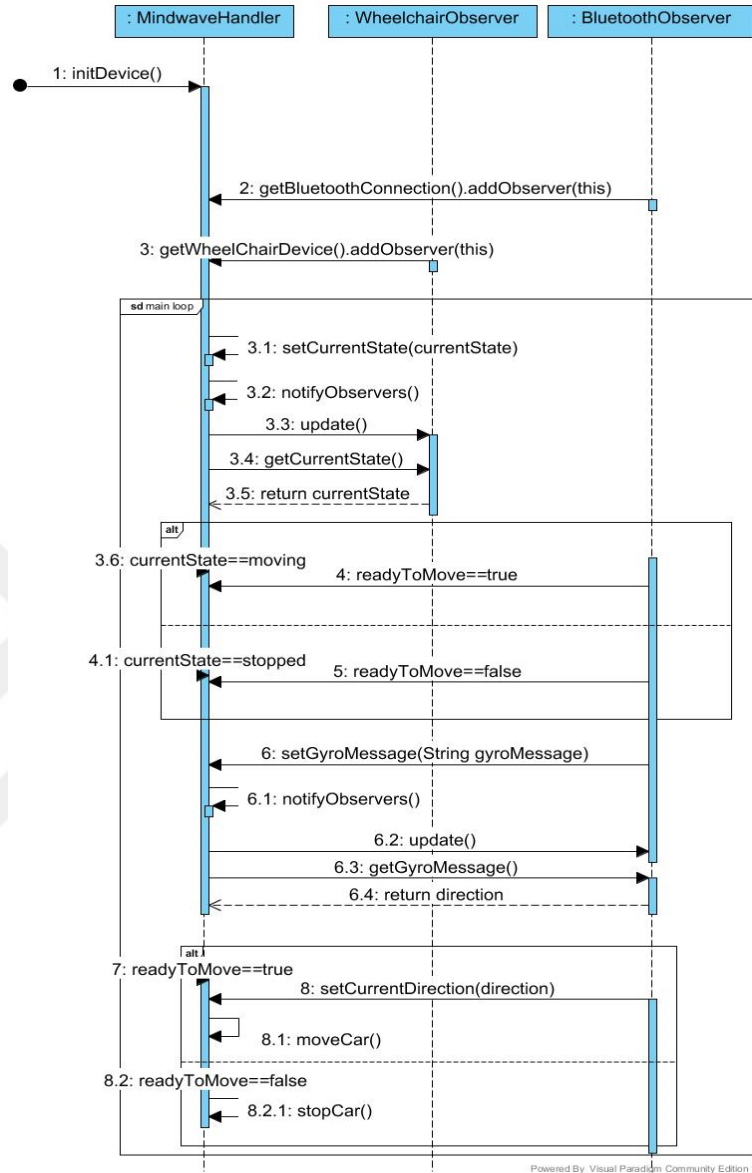 : MindwaveHandler
: WheelchairObserver
: BluetoothObserver
1: initDevice()
2: getBluetoothConnection().addObserver(this)
3: getWheelChairDevice().addObserver(this)
sd main loop
3.1: setCurrentState(currentState)
3.2: notifyObservers()
3.3: update()
3.4: getCurrentState()
3.5: return currentState
alt
3.6: currentState==moving
4: readyToMove==true
4.1: currentState==stopped
5: readyToMove==false
6: setGyroMessage(String gyroMessage)
6.1: notifyObservers()
6.2: update()
6.3: getGyroMessage()
6.4: return direction
alt
7: readyToMove==true
8: setCurrentDirection(direction)
8.1: moveCar()
8.2: readyToMove==false
8.2.1: stopCar()
Powered By Visual Paradigm Community Edition